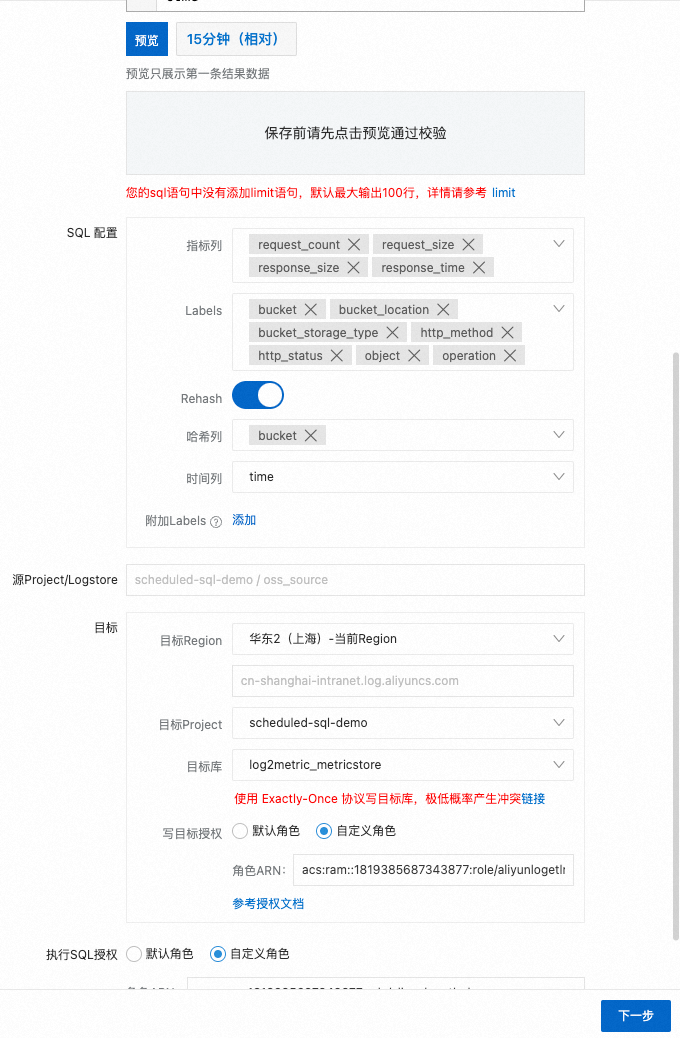 预览 15分钟（相对）
预览只展示第一条结果数据
保存前请先点击预览通过校验
您的sql语句中没有添加limit语句，默认最大输出100行，详情请参考 limit
SQL 配置
指标列 request_count request_size
response_size response_time
Labels bucket bucket_location
bucket_storage_type http_method
http_status object operation
Rehash
哈希列 bucket
时间列 time
附加Labels 添加
源Project/Logstore scheduled-sql-demo / oss_source
目标
目标Region 华东2（上海）-当前Region
cn-shanghai-intranet.log.aliyuncs.com
目标Project scheduled-sql-demo
目标库 log2metric_metricstore
使用 Exactly-Once 协议写目标库，极低概率产生冲突链接
写目标授权 默认角色 自定义角色
角色ARN: acs:ram::1819385687343877:role/aliyunlogetlr
参考授权文档
执行SQL授权 默认角色 自定义角色
下一步